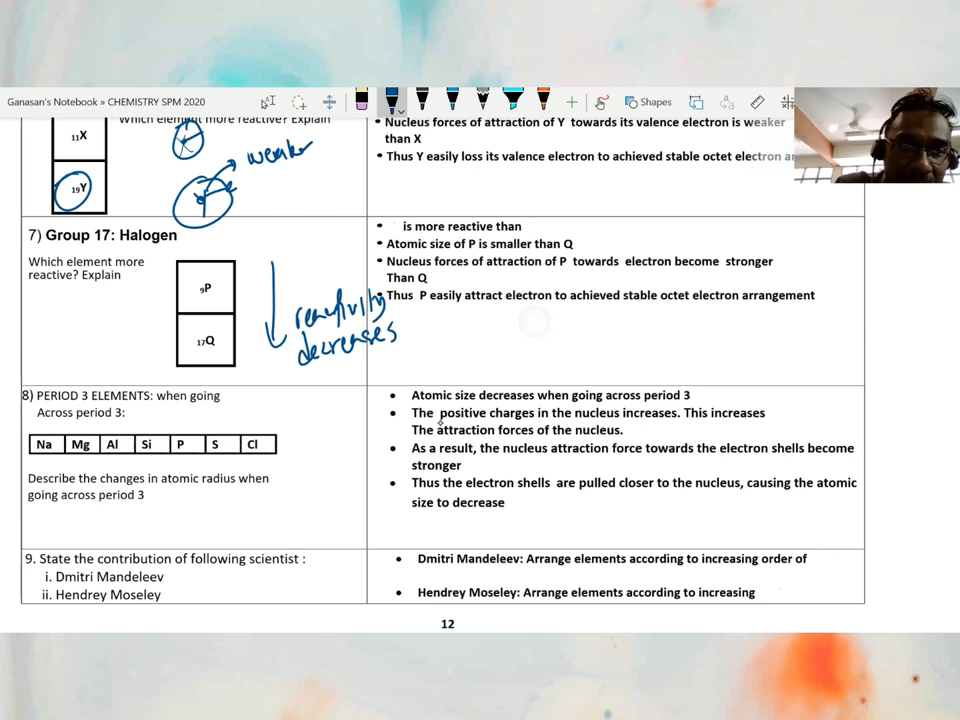 Ganasan's Notebook » CHEMISTRY SPM 2020
Shapes
Which element more reactive? Explain
11X
19Y
weaker
• Nucleus forces of attraction of Y towards its valence electron is weaker
than X
• Thus Y easily loss its valence electron to achieved stable octet electron
7) Group 17: Halogen
Which element more
reactive? Explain
9P
17Q
reactivity
decreases
• is more reactive than
• Atomic size of P is smaller than Q
• Nucleus forces of attraction of P towards electron become stronger
Than Q
• Thus P easily attract electron to achieved stable octet electron arrangement
8) PERIOD 3 ELEMENTS: when going
Across period 3:
Na Mg Al Si P S Cl
Describe the changes in atomic radius when
going across period 3
• Atomic size decreases when going across period 3
• The positive charges in the nucleus increases. This increases
The attraction forces of the nucleus.
• As a result, the nucleus attraction force towards the electron shells become
stronger
• Thus the electron shells are pulled closer to the nucleus, causing the atomic
size to decrease
9. State the contribution of following scientist :
i. Dmitri Mandeleev
ii. Hendrey Moseley
• Dmitri Mandeleev: Arrange elements according to increasing order of
• Hendrey Moseley: Arrange elements according to increasing
12